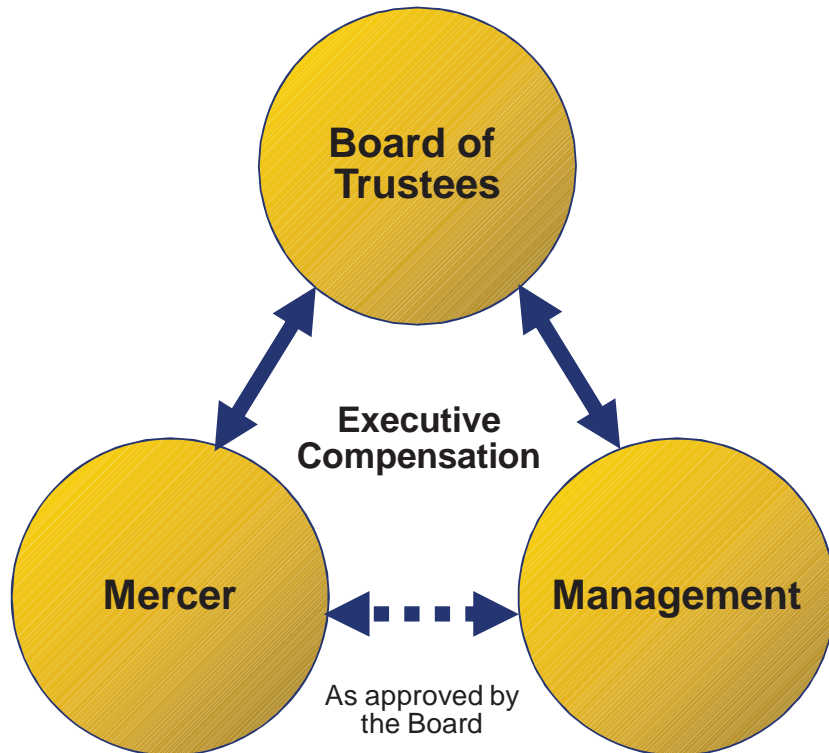 Board of
Trustees
Executive
Compensation
Mercer
Management
As approved by
the Board